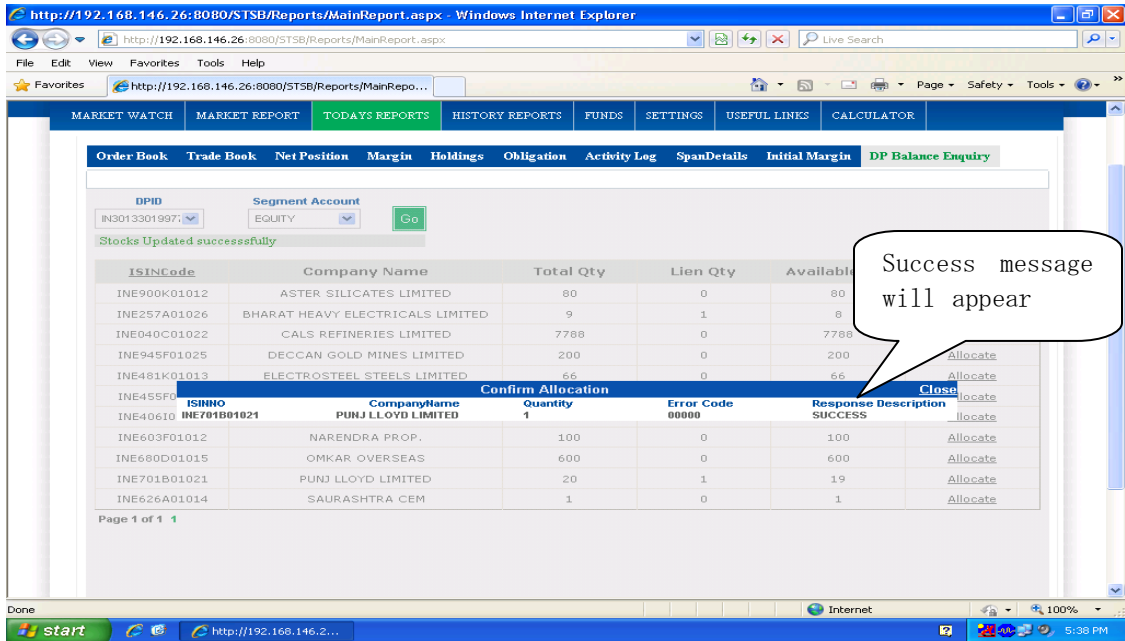 http://192.168.146.26:8080/STSB/Reports/MainReport.aspx - Windows Internet Explorer
http://192.168.146.26:8080/STSB/Reports/MainReport.aspx Live Search
File Edit View Favorites Tools Help
Favorites http://192.168.146.26:8080/STSB/Reports/MainRepo... Page Safety Tools
MARKET WATCH MARKET REPORT TODAYS REPORTS HISTORY REPORTS FUNDS SETTINGS USEFUL LINKS CALCULATOR
Order Book Trade Book Net Position Margin Holdings Obligation Activity Log SpanDetails Initial Margin DP Balance Enquiry
DPID Segment Account
EQUITY Go
Stocks Updated successsfully
Success message
will appear
ISINCode Company Name Total Qty Lien Qty Available
INE900K01012 ASTER SILICATES LIMITED 80 0 80
INE257A01026 BHARAT HEAVY ELECTRICALS LIMITED 9 1 8
INE040C01022 CALS REFINERIES LIMITED 7788 0 7788
INE945F01025 DECCAN GOLD MINES LIMITED 200 0 200 Allocate
INE481K01013 ELECTROSTEEL STEELS LIMITED 66 0 66 Allocate
Confirm Allocation Close
INE455F0 ISINNO CompanyName Quantity Error Code Response Description locate
INE406I0 INE701B01021 PUNJ LLOYD LIMITED 1 00000 SUCCESS llocate
INE603F01012 NARENDRA PROP. 100 0 100 Allocate
INE680D01015 OMKAR OVERSEAS 600 0 600 Allocate
INE701B01021 PUNJ LLOYD LIMITED 20 1 19 Allocate
INE626A01014 SAURASHTRA CEM 1 0 1 Allocate
Page 1 of 1 1
Done Internet 100%
start http://192.168.146.2... 5:38 PM